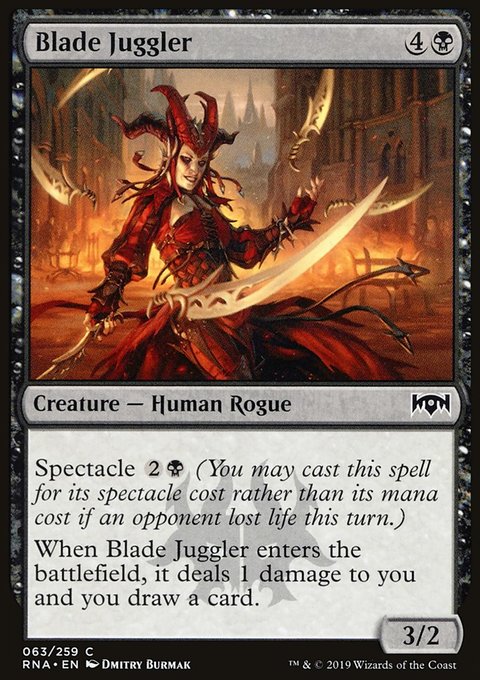 Blade Juggler 4
Creature — Human Rogue
Spectacle 2 (You may cast this spell
for its spectacle cost rather than its mana
cost if an opponent lost life this turn.)
When Blade Juggler enters the
battlefield, it deals 1 damage to you
and you draw a card.
3/2
063/259 C
RNA • EN Dmitry Burmak
™ & © 2019 Wizards of the Coast